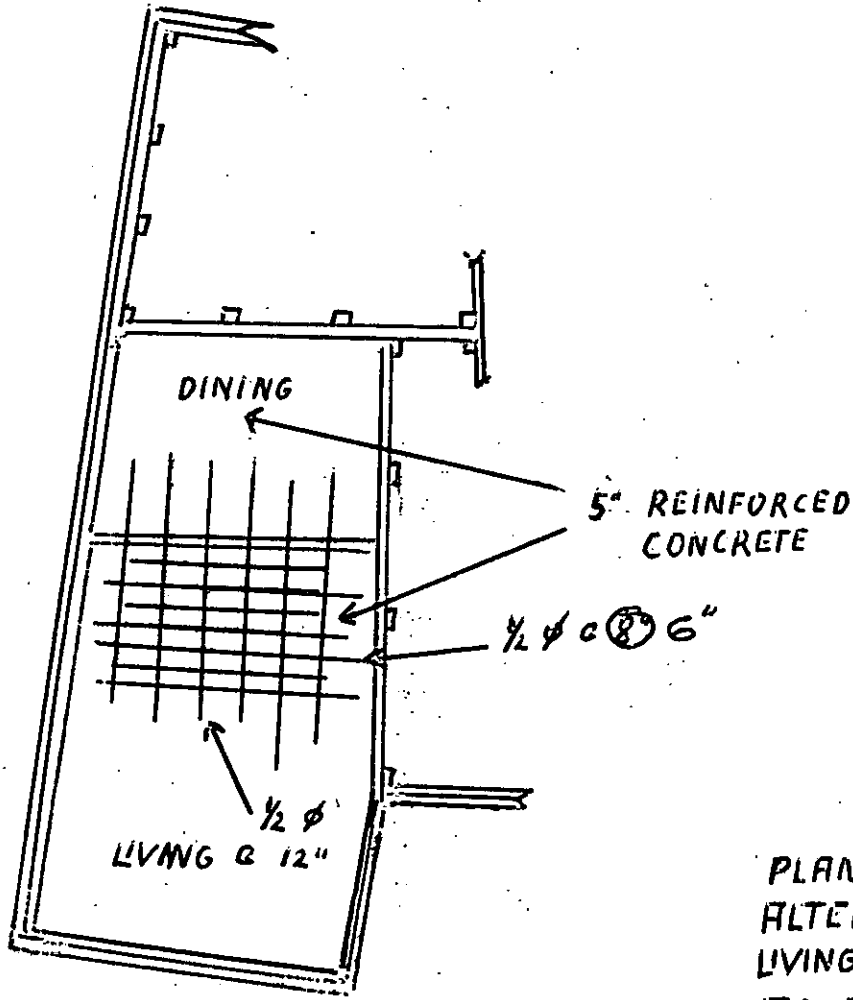 DINING
5" REINFORCED
CONCRETE
½ ϕ @ 8" 6"
½ ϕ
LIVING @ 12"
PLAN
ALTE
LIVING